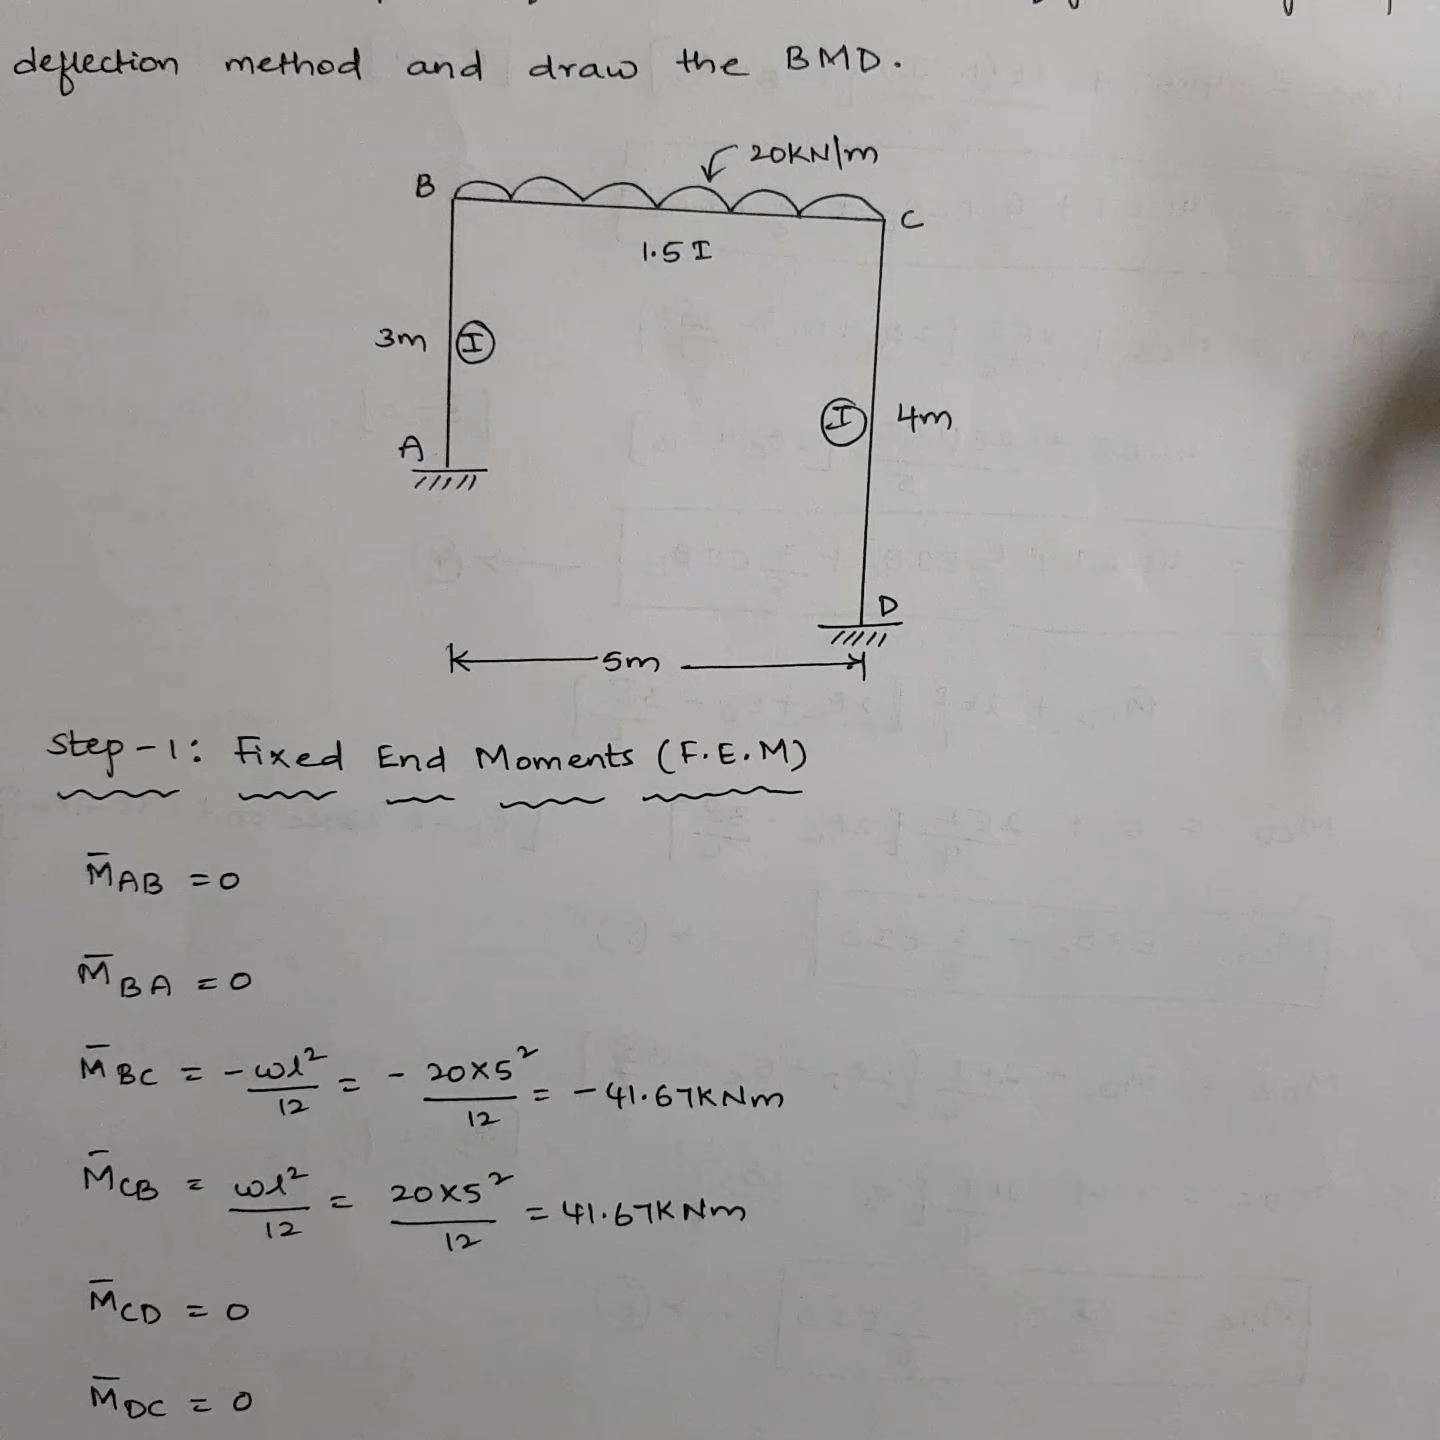 deflection method and draw the BMD.
20KN/m
B
C
1.5 I
3m
I
I
4m
A
D
5m
Step-1: Fixed End Moments (F.E.M)
M̅AB = 0
M̅BA = 0
M̅BC = -wl²/12 = - 20×5²/12 = -41.67KNm
M̅CB = wl²/12 = 20×5²/12 = 41.67KNm
M̅CD = 0
M̅DC = 0